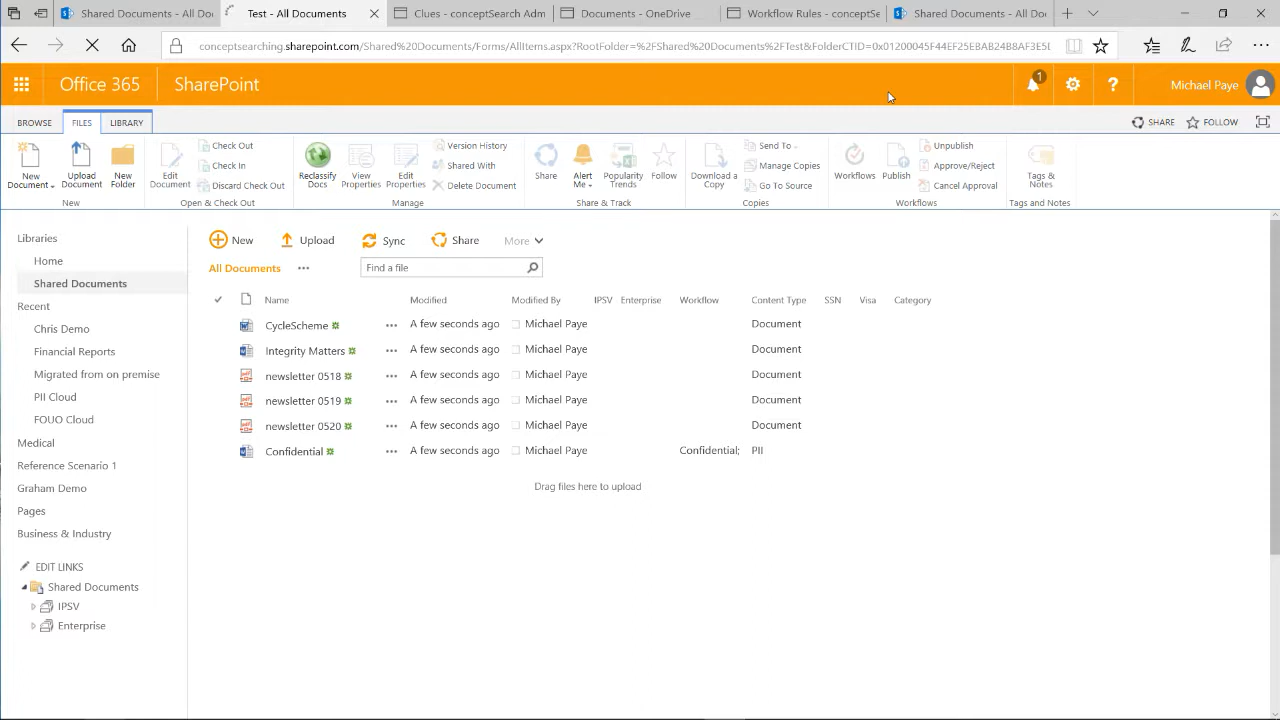 Shared Documents - All Do
Test - All Documents
Clues - conceptSearch Adm
Documents - OneDrive
Workflow Rules - conceptSe
Shared Documents - All Doc
conceptsearching.sharepoint.com/Shared%20Documents/Forms/AllItems.aspx?RootFolder=%2FShared%20Documents%2FTest&FolderCTID=0x01200045F44EF25EBAB24B8AF3E5D
Office 365
SharePoint
1
Michael Paye
BROWSE
FILES
LIBRARY
SHARE
FOLLOW
New Document
Upload Document
New Folder
New
Edit Document
Check Out
Check In
Discard Check Out
Open & Check Out
Reclassify Docs
View Properties
Edit Properties
Version History
Shared With
Delete Document
Manage
Share
Alert Me
Popularity Trends
Follow
Share & Track
Download a Copy
Send To
Manage Copies
Go To Source
Copies
Workflows
Publish
Unpublish
Approve/Reject
Cancel Approval
Workflows
Tags & Notes
Tags and Notes
Libraries
Home
Shared Documents
Recent
Chris Demo
Financial Reports
Migrated from on premise
PII Cloud
FOUO Cloud
Medical
Reference Scenario 1
Graham Demo
Pages
Business & Industry
EDIT LINKS
Shared Documents
IPSV
Enterprise
New
Upload
Sync
Share
More
All Documents
Find a file
Name Modified Modified By IPSV Enterprise Workflow Content Type SSN Visa Category
CycleScheme A few seconds ago Michael Paye Document
Integrity Matters A few seconds ago Michael Paye Document
newsletter 0518 A few seconds ago Michael Paye Document
newsletter 0519 A few seconds ago Michael Paye Document
newsletter 0520 A few seconds ago Michael Paye Document
Confidential A few seconds ago Michael Paye Confidential; PII
Drag files here to upload